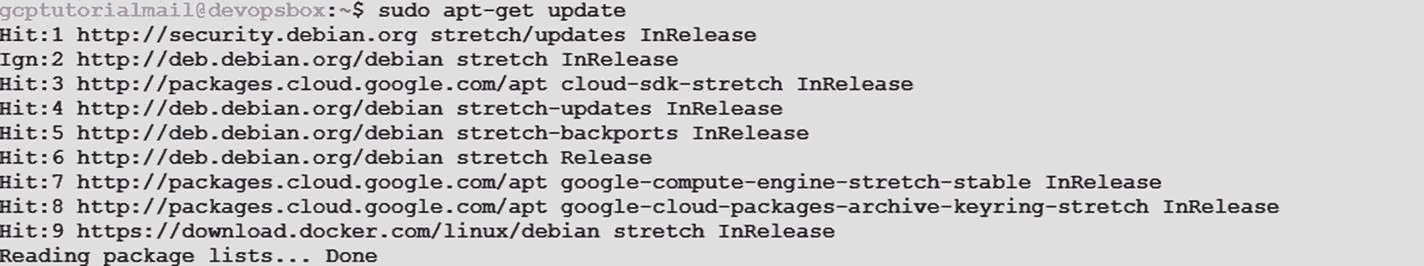 gcptutorialmail@devopsbox:~$ sudo apt-get update
Hit:1 http://security.debian.org stretch/updates InRelease
Ign:2 http://deb.debian.org/debian stretch InRelease
Hit:3 http://packages.cloud.google.com/apt cloud-sdk-stretch InRelease
Hit:4 http://deb.debian.org/debian stretch-updates InRelease
Hit:5 http://deb.debian.org/debian stretch-backports InRelease
Hit:6 http://deb.debian.org/debian stretch Release
Hit:7 http://packages.cloud.google.com/apt google-compute-engine-stretch-stable InRelease
Hit:8 http://packages.cloud.google.com/apt google-cloud-packages-archive-keyring-stretch InRelease
Hit:9 https://download.docker.com/linux/debian stretch InRelease
Reading package lists... Done